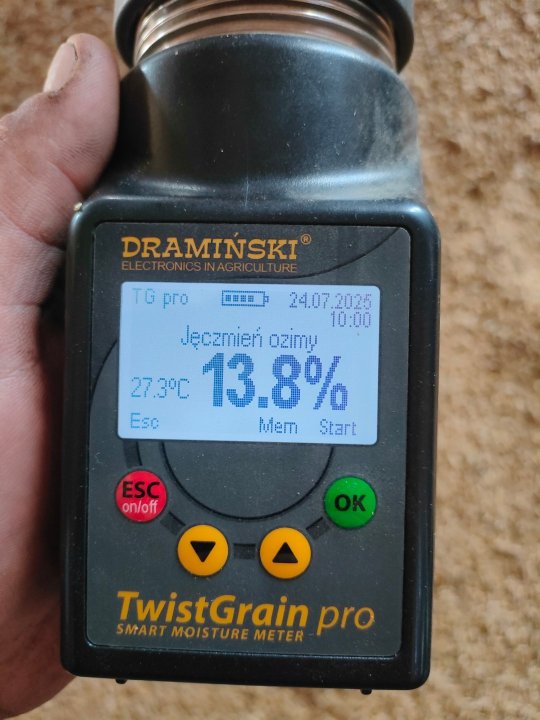 DRAMIŃSKI®
ELECTRONICS IN AGRICULTURE
TG pro 24.07.2025
10:00
Jęczmień ozimy
27.3ºC 13.8%
Esc Mem Start
ESC
on/off
OK
TwistGrain pro
SMART MOISTURE METER